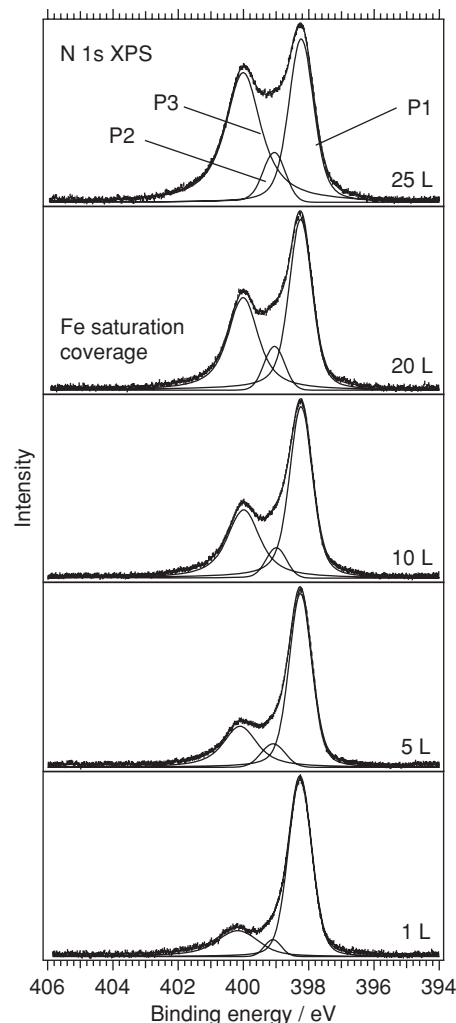 N 1s XPS
P3
P1
P2
25 L
20 L
Fe saturation
coverage
10 L
5 L
1 L
Intensity
406 404 402 400 398 396 394
Binding energy / eV